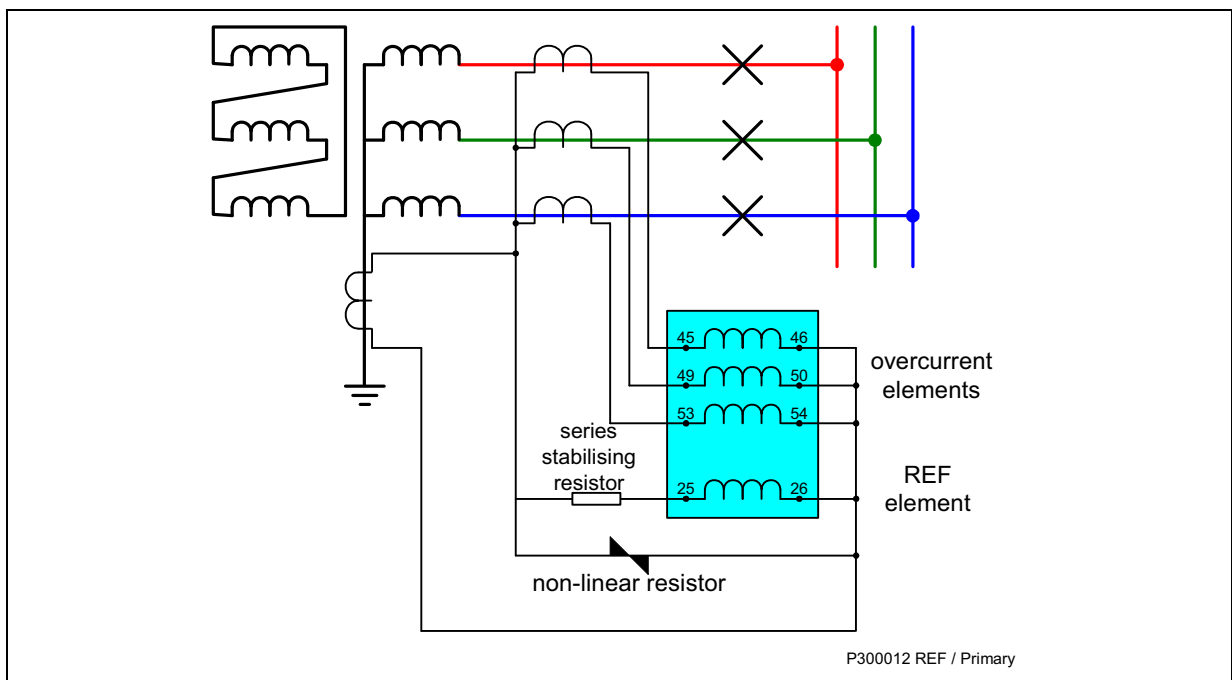 45 46
overcurrent
elements
49 50
53 54
series
stabilising
resistor
25 26
REF
element
non-linear resistor
P300012 REF / Primary